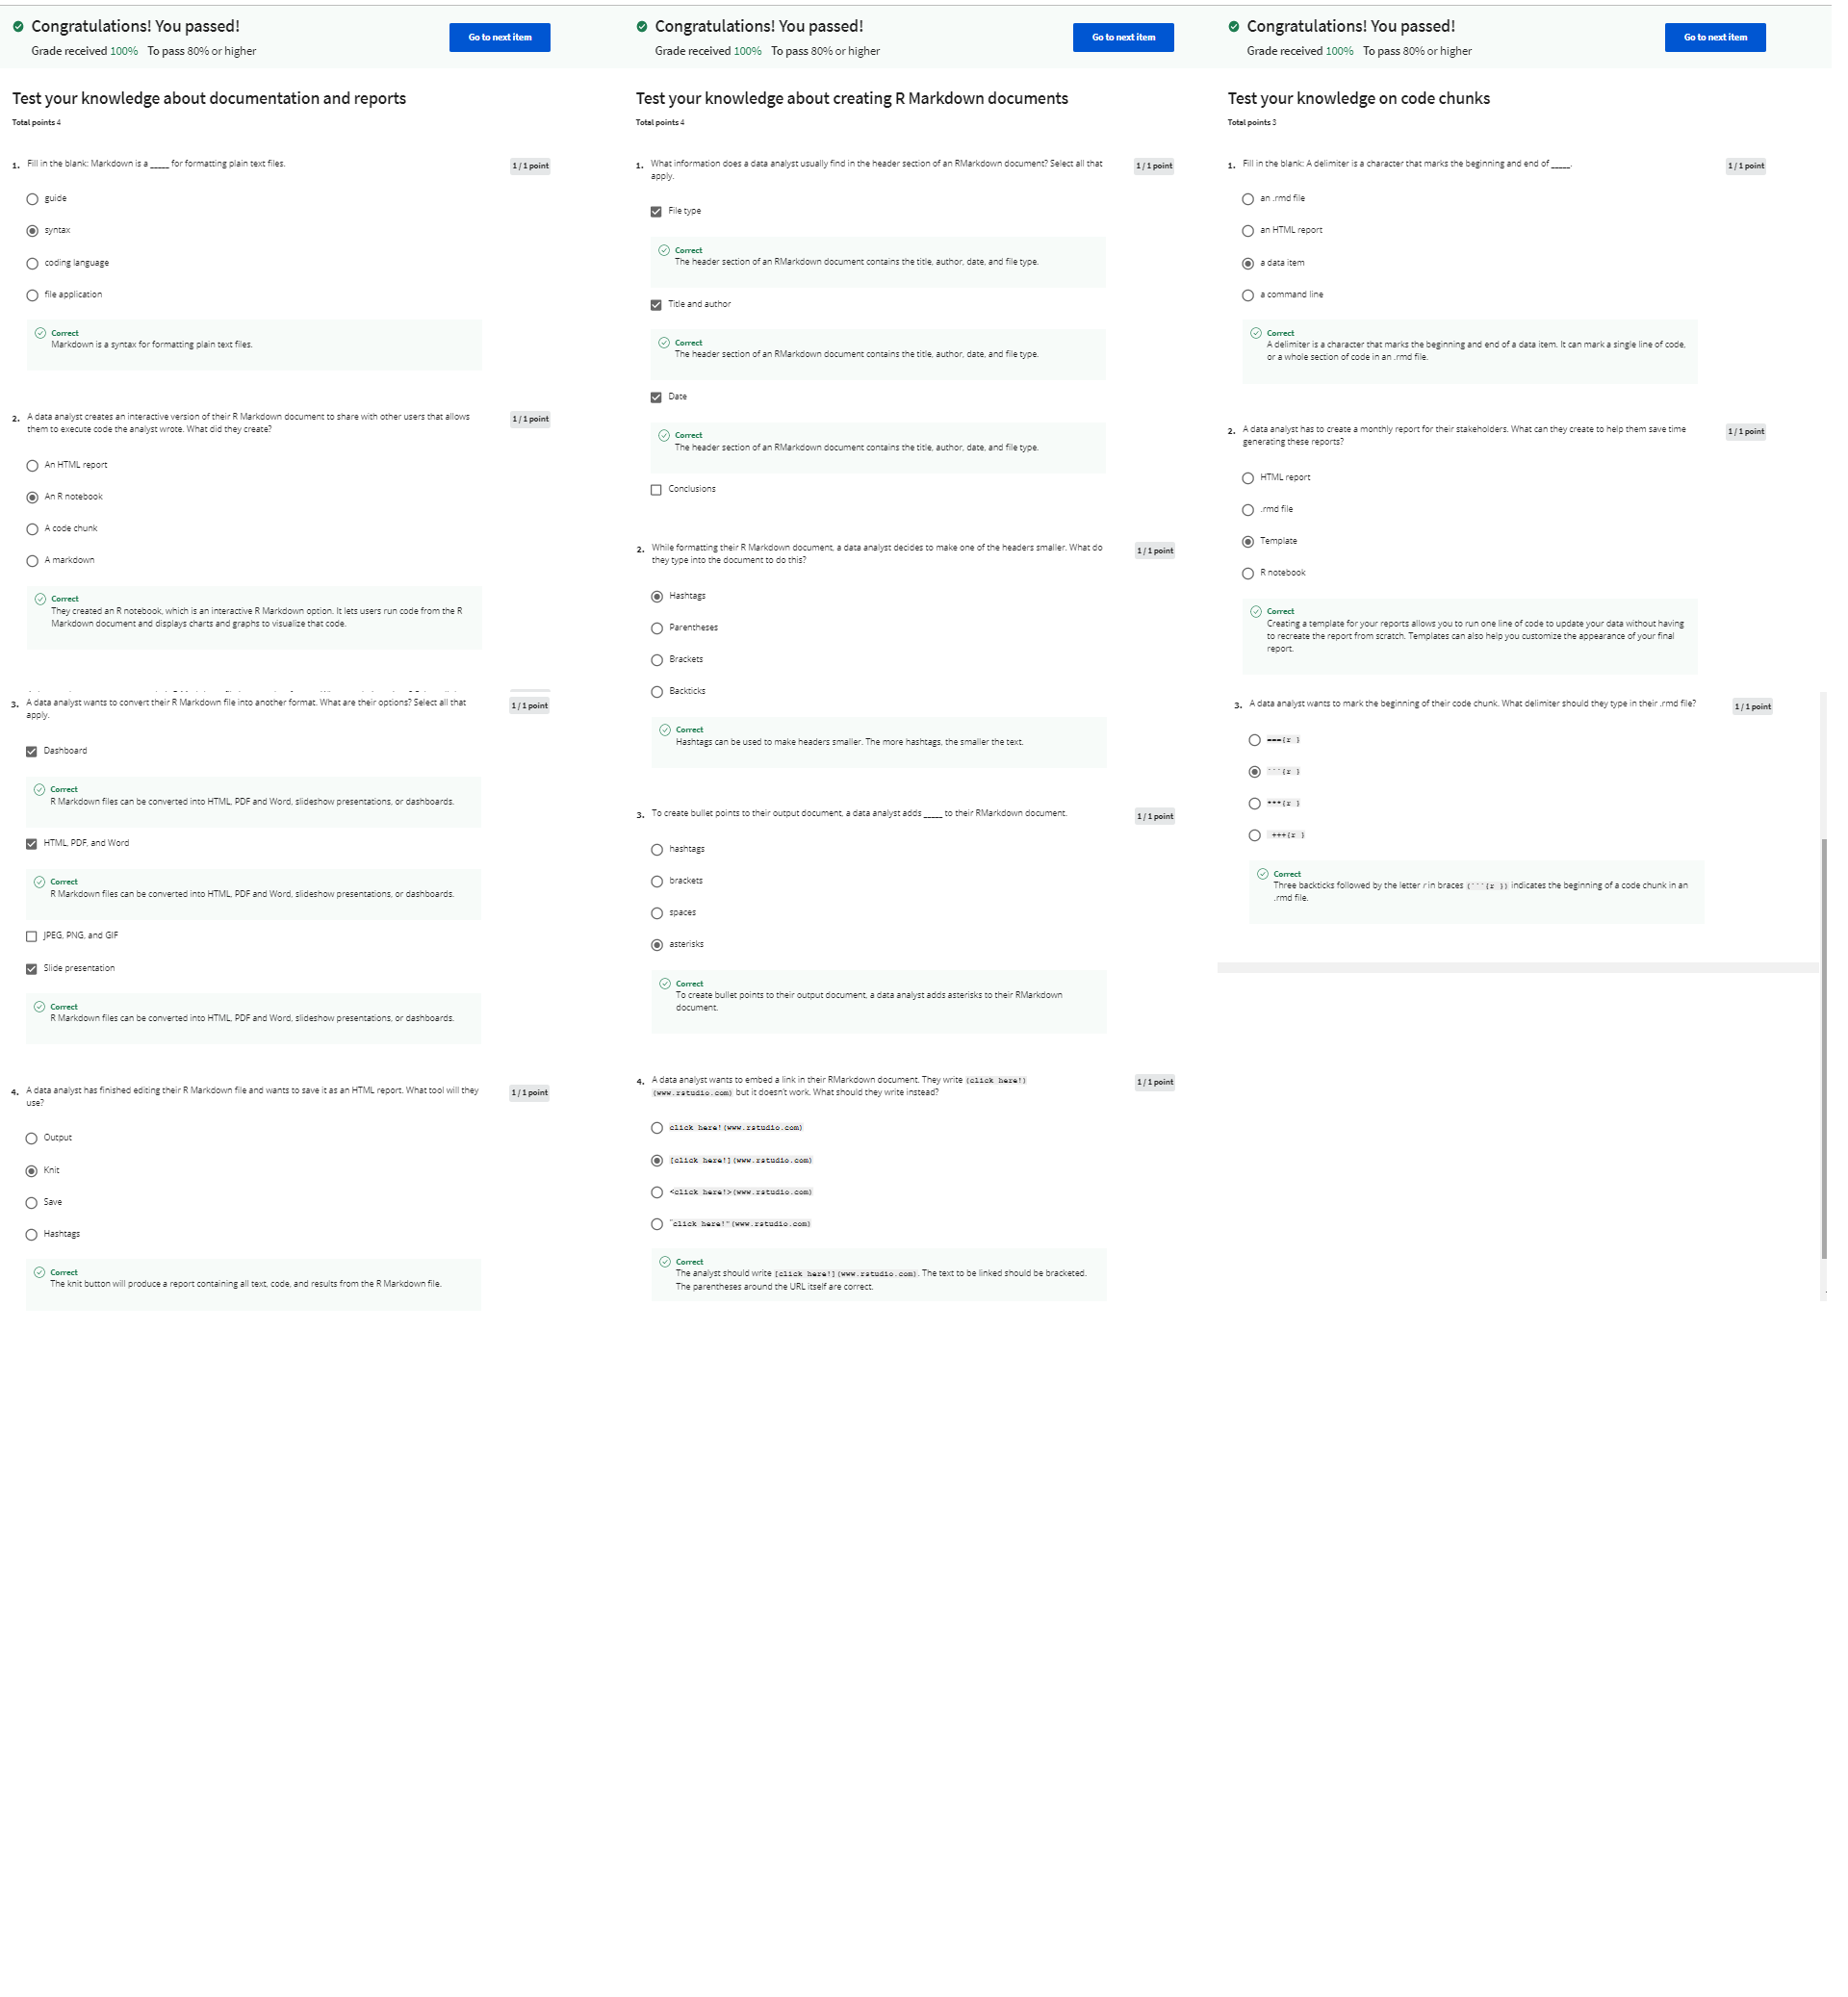 Congratulations! You passed!
Grade received 100% To pass 80% or higher
Go to next item
Test your knowledge about documentation and reports
Total points 4
1. Fill in the blank: Markdown is a _____ for formatting plain text files.
1 / 1 point
guide
syntax
coding language
file application
Correct
Markdown is a syntax for formatting plain text files.
2. A data analyst creates an interactive version of their R Markdown document to share with other users that allows
them to execute code the analyst wrote. What did they create?
1 / 1 point
An HTML report
An R notebook
A code chunk
A markdown
Correct
They created an R notebook, which is an interactive R Markdown option. It lets users run code from the R
Markdown document and displays charts and graphs to visualize that code.
3. A data analyst wants to convert their R Markdown file into another format. What are their options? Select all that
apply.
1 / 1 point
Dashboard
Correct
R Markdown files can be converted into HTML, PDF and Word, slideshow presentations, or dashboards.
HTML, PDF, and Word
Correct
R Markdown files can be converted into HTML, PDF and Word, slideshow presentations, or dashboards.
JPEG, PNG, and GIF
Slide presentation
Correct
R Markdown files can be converted into HTML, PDF and Word, slideshow presentations, or dashboards.
4. A data analyst has finished editing their R Markdown file and wants to save it as an HTML report. What tool will they
use?
1 / 1 point
Output
Knit
Save
Hashtags
Correct
The knit button will produce a report containing all text, code, and results from the R Markdown file.
Congratulations! You passed!
Grade received 100% To pass 80% or higher
Go to next item
Test your knowledge about creating R Markdown documents
Total points 4
1. What information does a data analyst usually find in the header section of an RMarkdown document? Select all that
apply.
1 / 1 point
File type
Correct
The header section of an RMarkdown document contains the title, author, date, and file type.
Title and author
Correct
The header section of an RMarkdown document contains the title, author, date, and file type.
Date
Correct
The header section of an RMarkdown document contains the title, author, date, and file type.
Conclusions
2. While formatting their R Markdown document, a data analyst decides to make one of the headers smaller. What do
they type into the document to do this?
1 / 1 point
Hashtags
Parentheses
Brackets
Backticks
Correct
Hashtags can be used to make headers smaller. The more hashtags, the smaller the text.
3. To create bullet points to their output document, a data analyst adds _____ to their RMarkdown document.
1 / 1 point
hashtags
brackets
spaces
asterisks
Correct
To create bullet points to their output document, a data analyst adds asterisks to their RMarkdown
document.
4. A data analyst wants to embed a link in their RMarkdown document. They write (click here!)
(www.rstudio.com) but it doesn't work. What should they write instead?
1 / 1 point
click here!(www.rstudio.com)
[click here!](www.rstudio.com)
<click here!>(www.rstudio.com)
"click here!"(www.rstudio.com)
Correct
The analyst should write [click here!](www.rstudio.com). The text to be linked should be bracketed.
The parentheses around the URL itself are correct.
Congratulations! You passed!
Grade received 100% To pass 80% or higher
Go to next item
Test your knowledge on code chunks
Total points 3
1. Fill in the blank: A delimiter is a character that marks the beginning and end of _____.
1 / 1 point
an .rmd file
an HTML report
a data item
a command line
Correct
A delimiter is a character that marks the beginning and end of a data item. It can mark a single line of code,
or a whole section of code in an .rmd file.
2. A data analyst has to create a monthly report for their stakeholders. What can they create to help them save time
generating these reports?
1 / 1 point
HTML report
.rmd file
Template
R notebook
Correct
Creating a template for your reports allows you to run one line of code to update your data without having
to recreate the report from scratch. Templates can also help you customize the appearance of your final
report.
3. A data analyst wants to mark the beginning of their code chunk. What delimiter should they type in their .rmd file?
1 / 1 point
===(r )
```{r }
***{r }
+++{r }
Correct
Three backticks followed by the letter r in braces (```{r }) indicates the beginning of a code chunk in an
.rmd file.